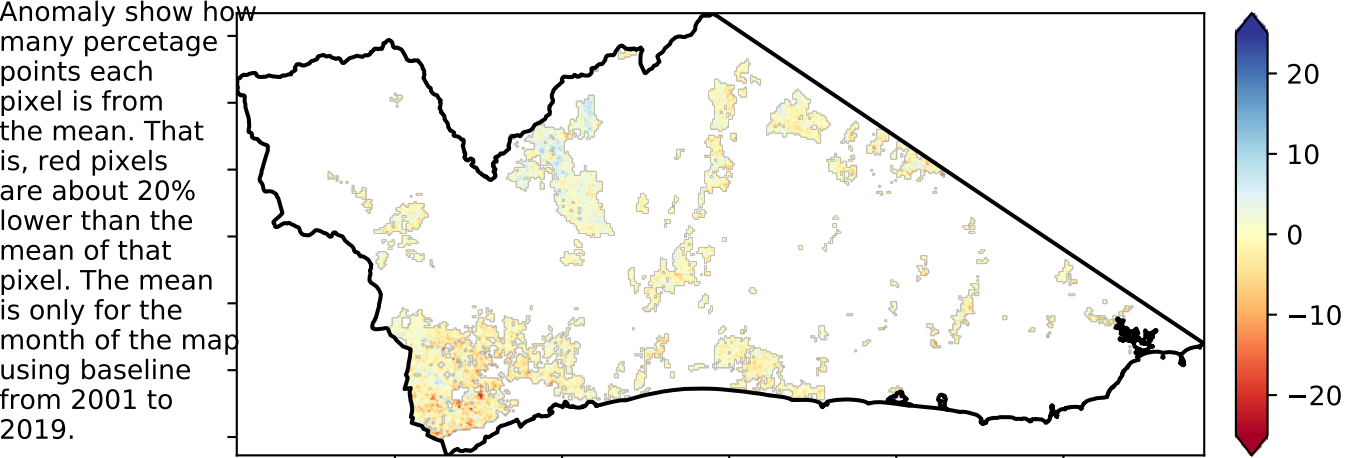 Anomaly show how
many percetage
points each
pixel is from
the mean. That
is, red pixels
are about 20%
lower than the
mean of that
pixel. The mean
is only for the
month of the map
using baseline
from 2001 to
2019.
20
10
0
−10
−20